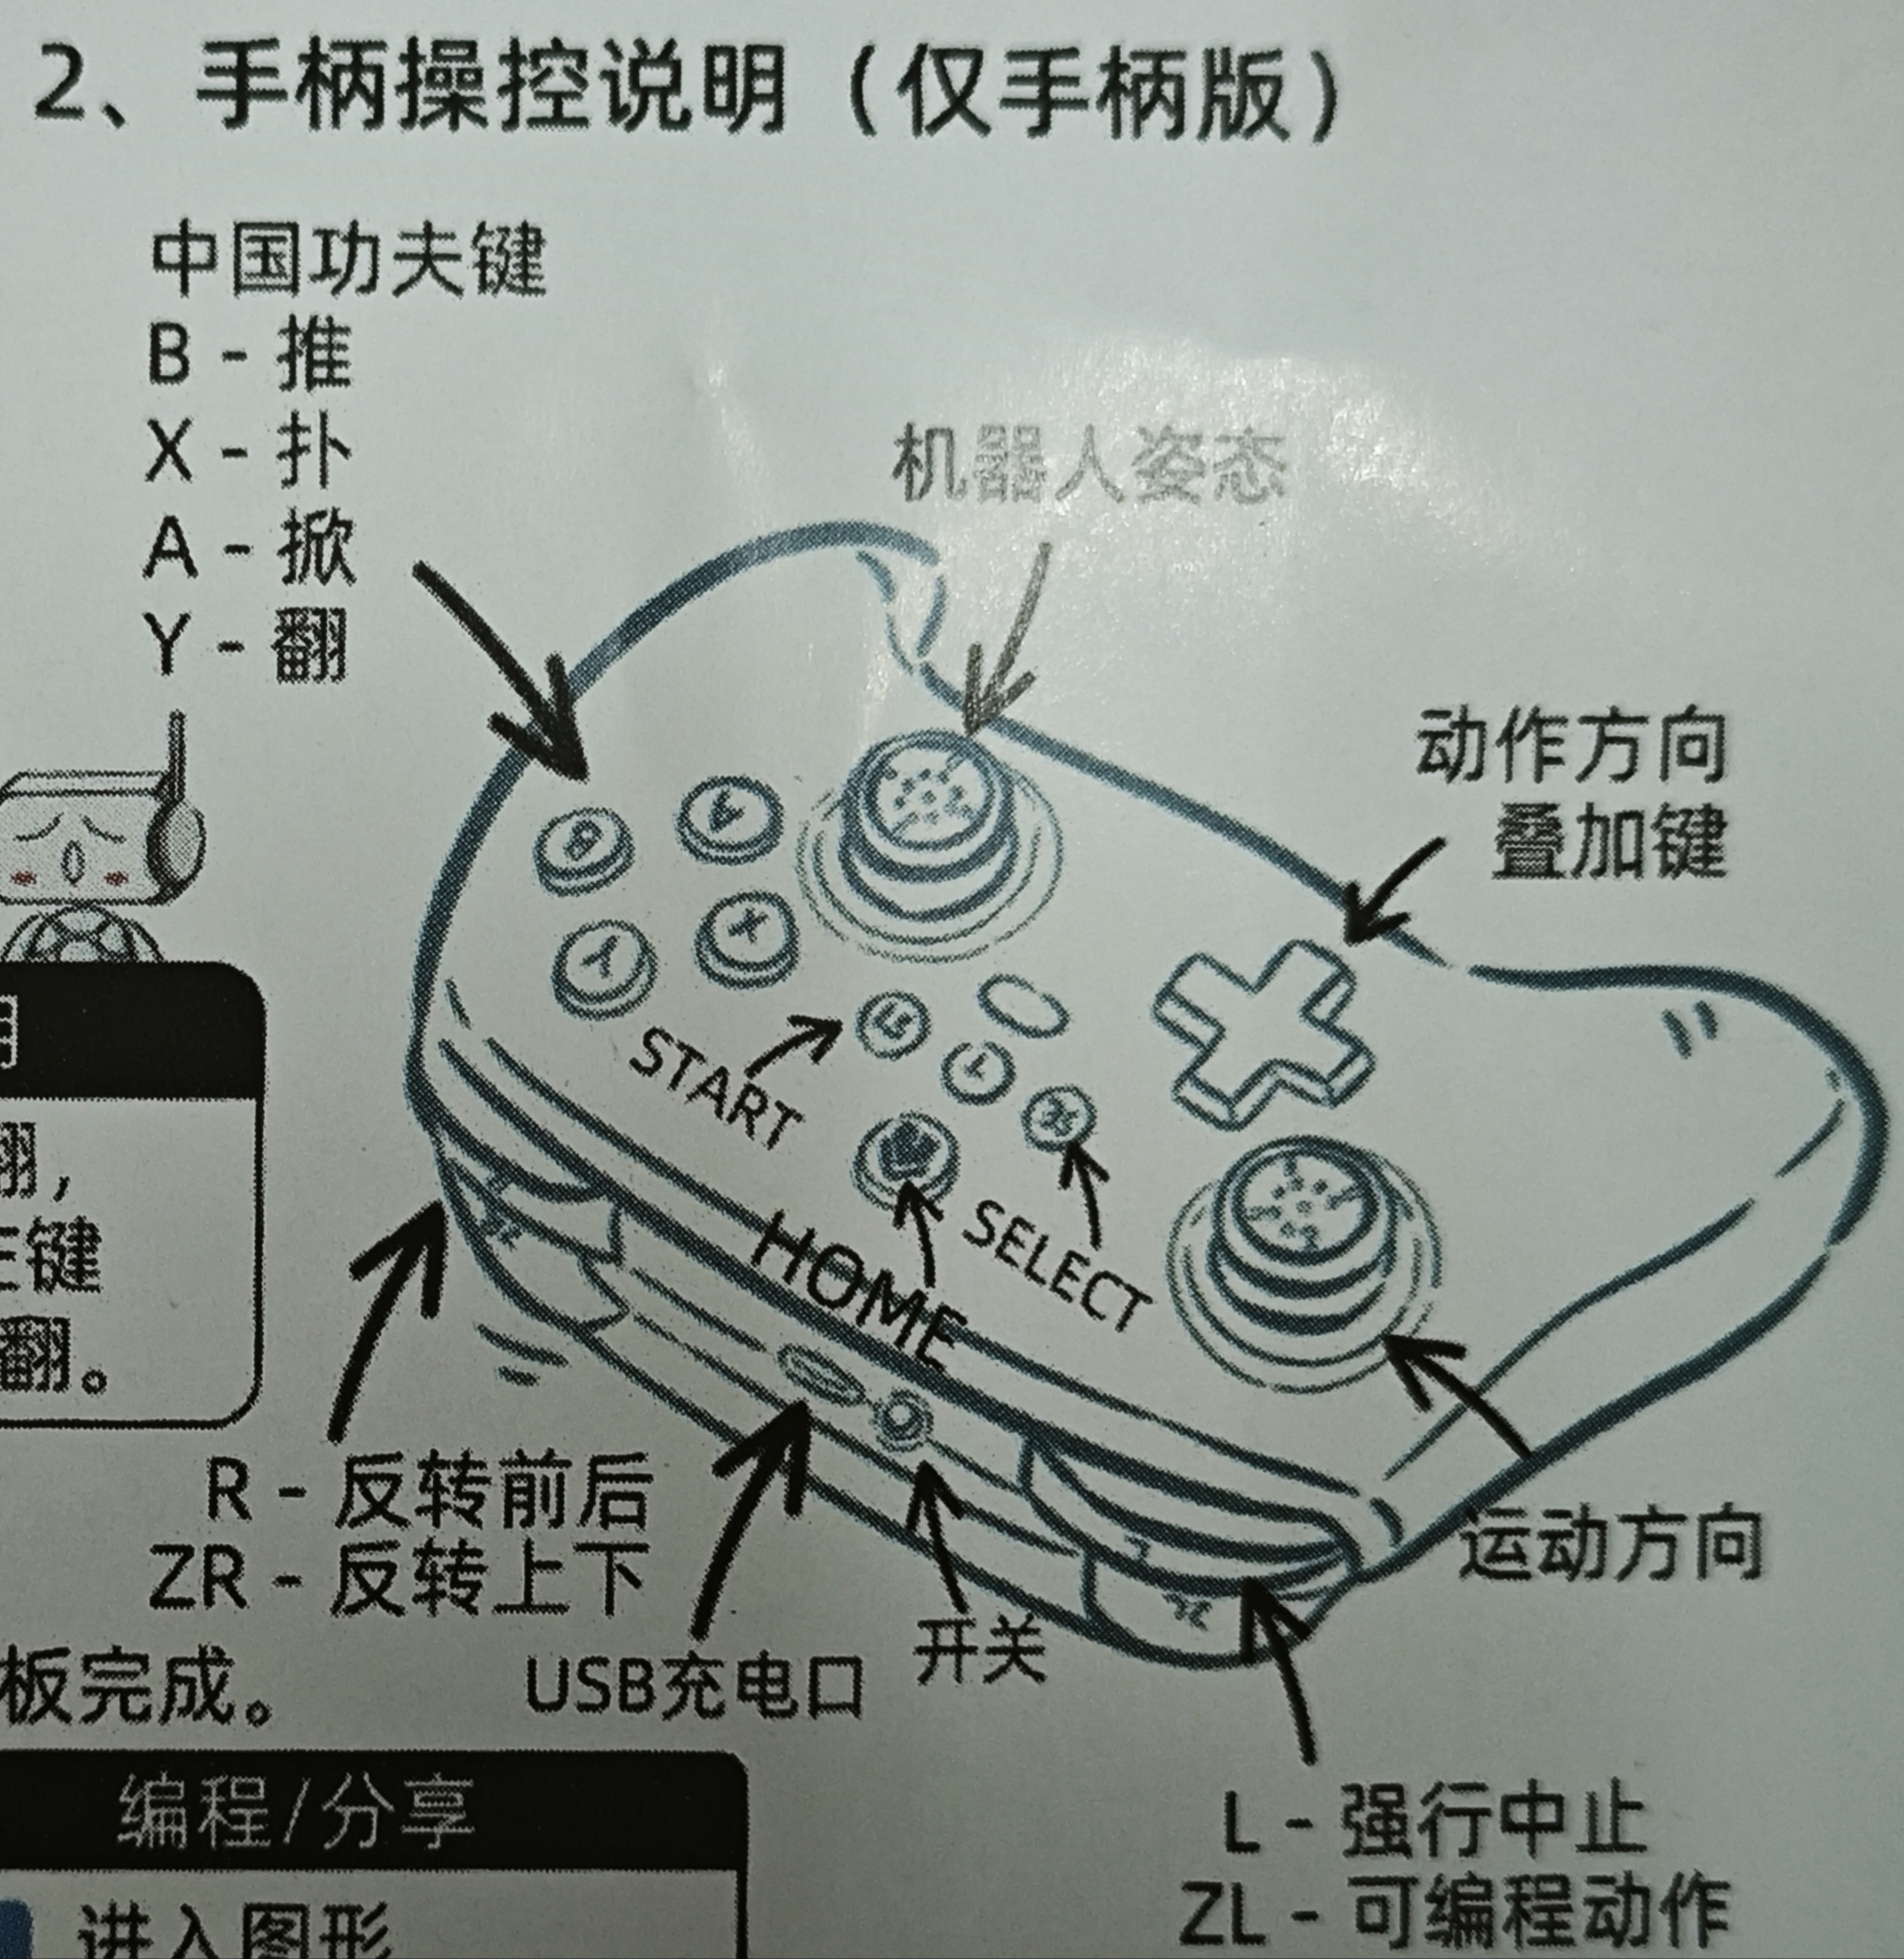 2、手柄操控说明（仅手柄版）
中国功夫键
B - 推
X - 扑
A - 掀
Y - 翻
机器人姿态
动作方向
叠加键
START
SELECT
HOME
翻，
键
翻。
R - 反转前后
ZR - 反转上下
运动方向
USB充电口
开关
板完成。
L - 强行中止
ZL - 可编程动作
编程/分享
进入图形